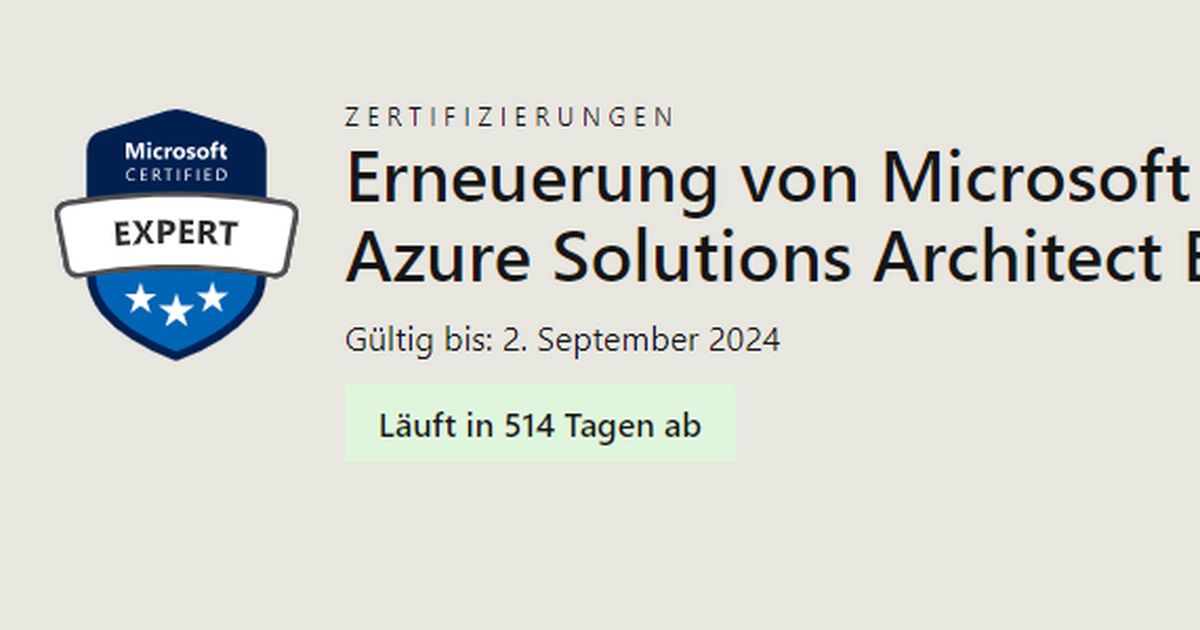 Microsoft
CERTIFIED
EXPERT
ZERTIFIZIERUNGEN
Erneuerung von Microsoft
Azure Solutions Architect E
Gültig bis: 2. September 2024
Läuft in 514 Tagen ab